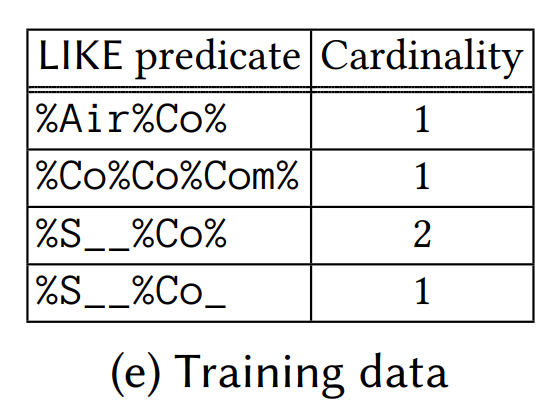 LIKE predicate Cardinality
%Air%Co% 1
%Co%Co%Com% 1
%S__%Co% 2
%S__%Co_ 1
(e) Training data